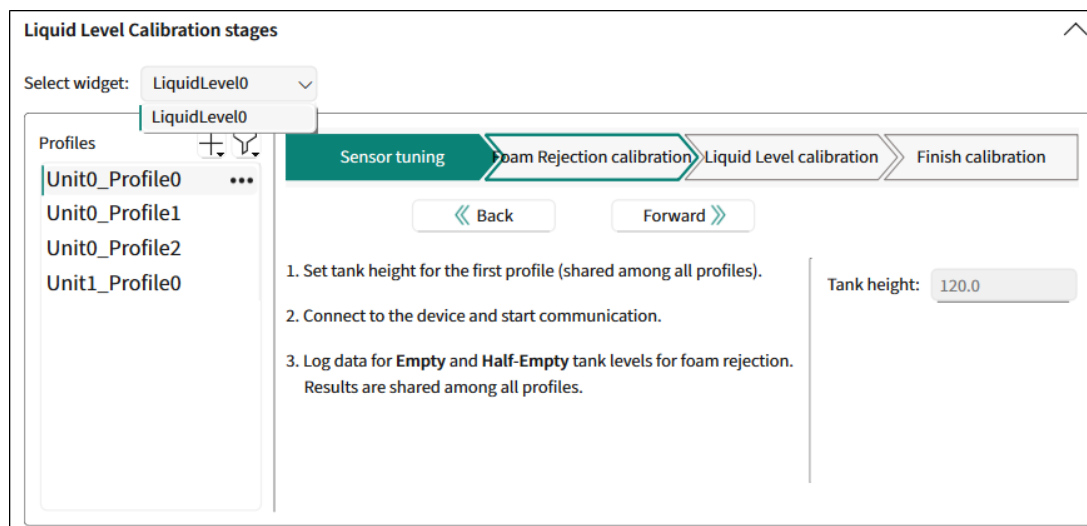 Liquid Level Calibration stages
Select widget: LiquidLevel0
LiquidLevel0
Profiles
Unit0_Profile0
Unit0_Profile1
Unit0_Profile2
Unit1_Profile0
Sensor tuning Foam Rejection calibration Liquid Level calibration Finish calibration
Back Forward
1. Set tank height for the first profile (shared among all profiles).
2. Connect to the device and start communication.
3. Log data for Empty and Half-Empty tank levels for foam rejection.
Results are shared among all profiles.
Tank height: 120.0